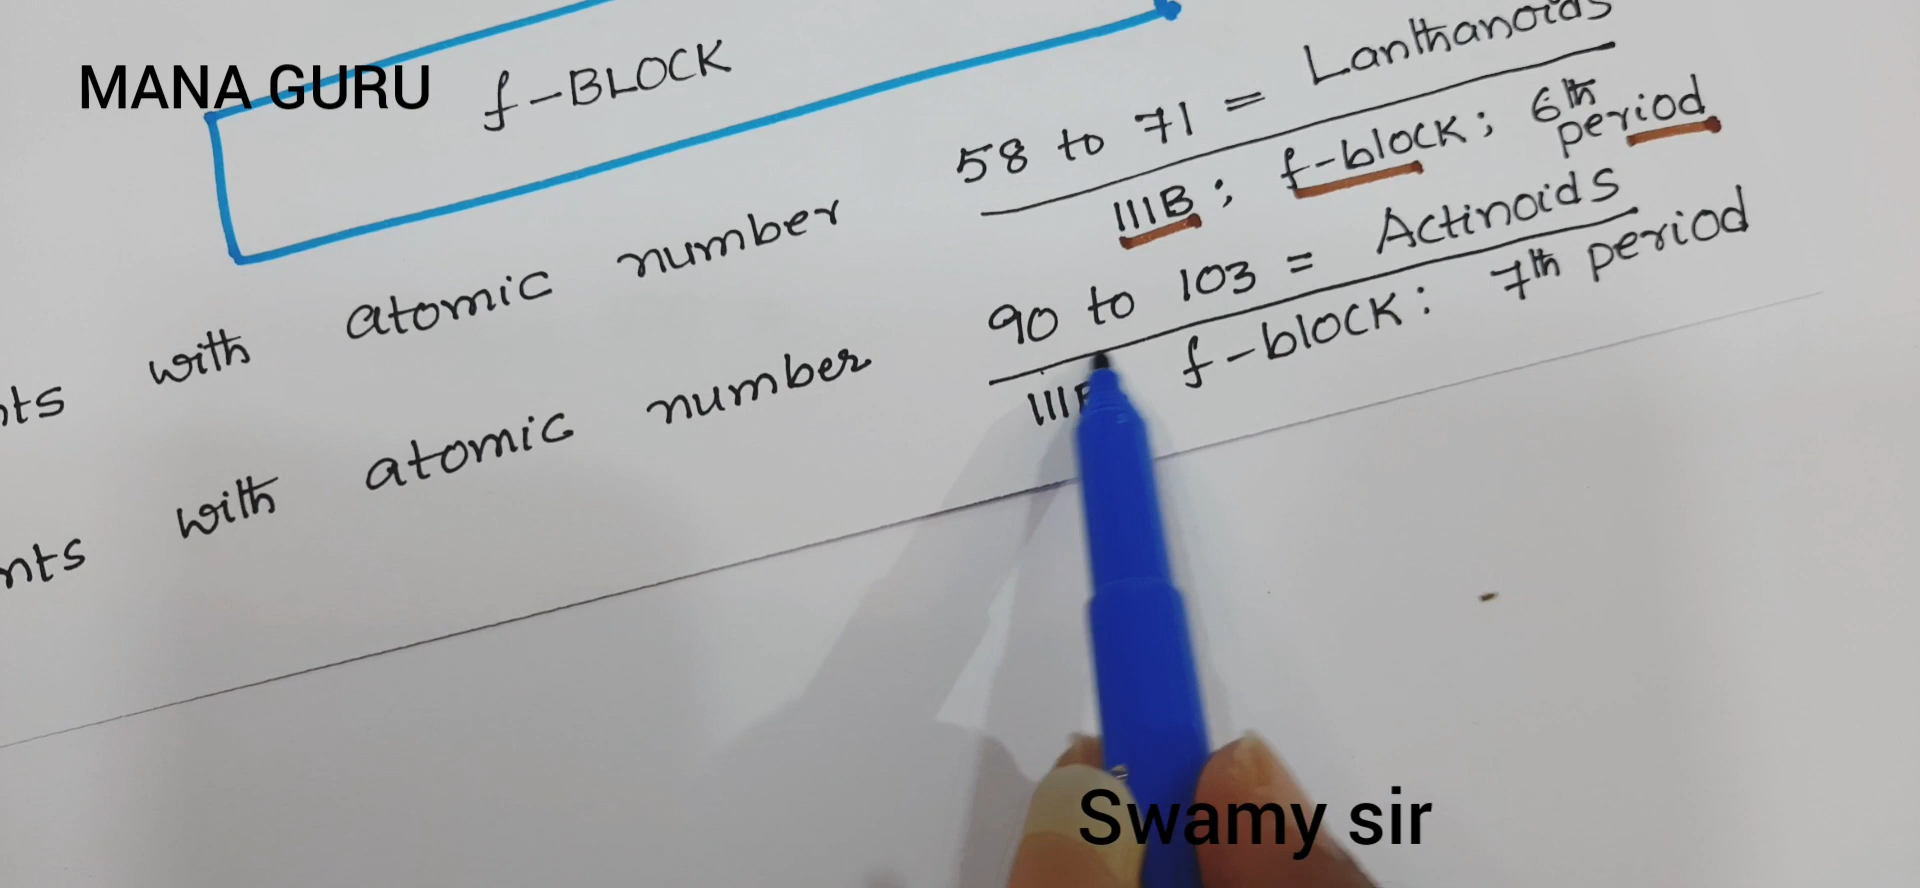 MANA GURU
f-BLOCK
nts with atomic number 58 to 71 = Lanthanoids
IIIB; f-block; 6th period
nts with atomic number 90 to 103 = Actinoids
f-block: 7th period
Swamy sir